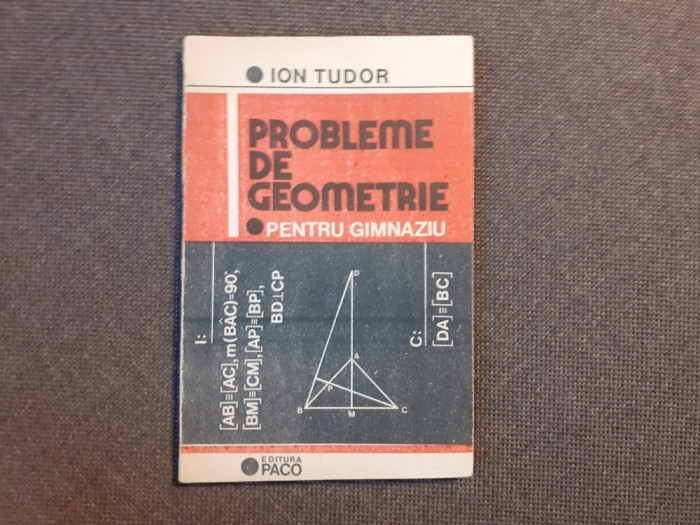 ION TUDOR
PROBLEME
DE
GEOMETRIE
PENTRU GIMNAZIU
I:
[AB]≡[AC], m(BÂC)=90°,
[BM]≡[CM], [AP]≡[BP],
BD⊥CP
D
A
P
B
M
C
C:
[DA]≡[BC]
EDITURA
PACO